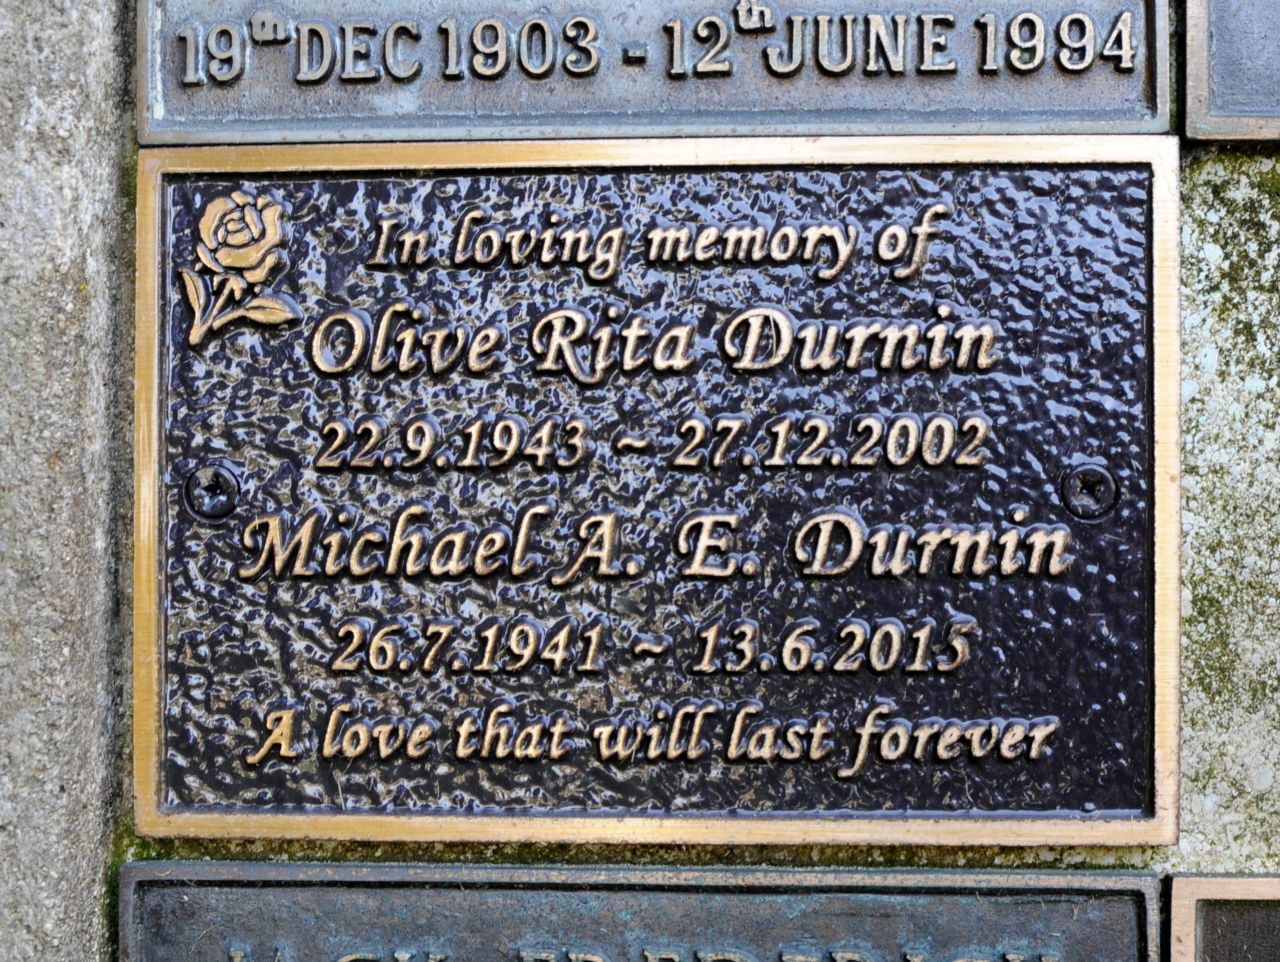 19th DEC 1903 - 12th JUNE 1994
In loving memory of
Olive Rita Durnin
22.9.1943 ~ 27.12.2002
Michael A. E. Durnin
26.7.1941 ~ 13.6.2015
A love that will last forever